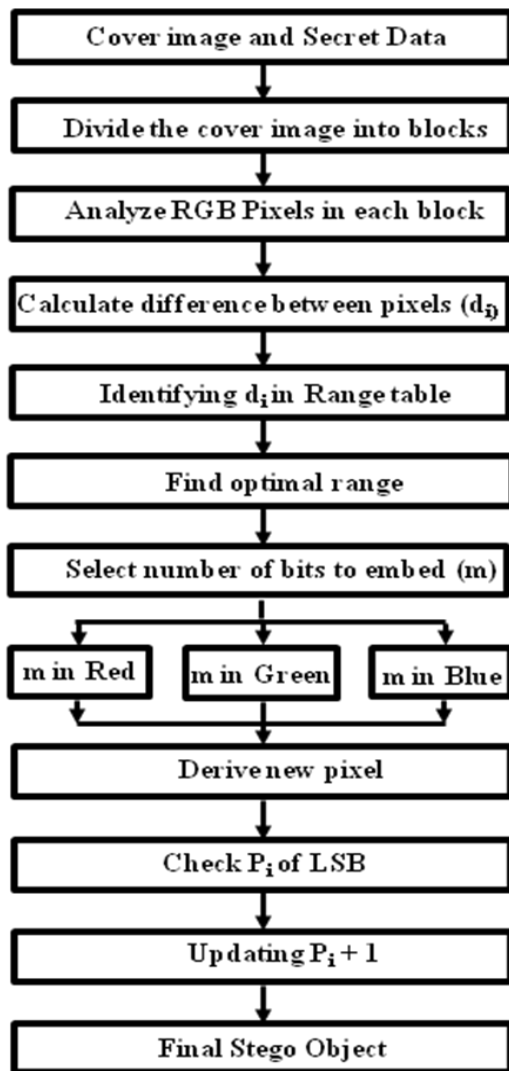 Cover image and Secret Data
Divide the cover image into blocks
Analyze RGB Pixels in each block
Calculate difference between pixels (di)
Identifying di in Range table
Find optimal range
Select number of bits to embed (m)
m in Red
m in Green
m in Blue
Derive new pixel
Check Pi of LSB
Updating Pi + 1
Final Stego Object